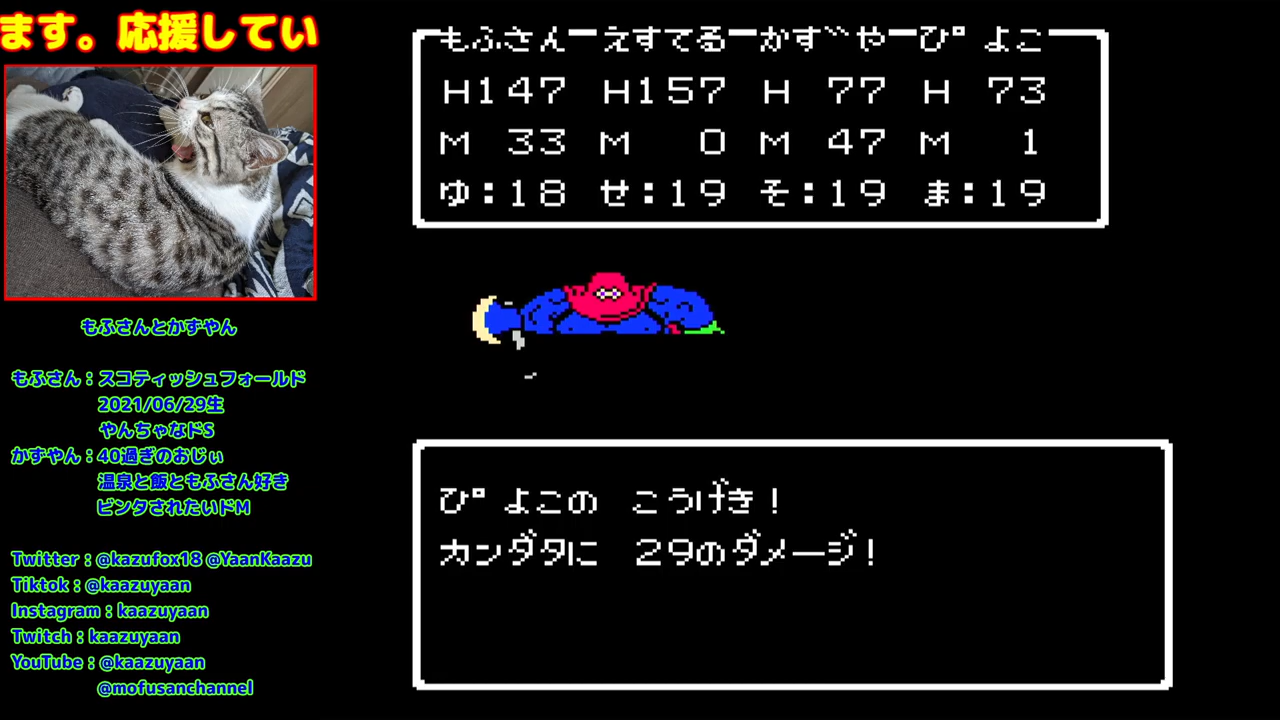 ます。応援してい
もふさんとかずやん
もふさん：スコティッシュフォールド
2021/06/29生
やんちゃなドS
かずやん：40過ぎのおじぃ
温泉と飯ともふさん好き
ビンタされたいドM
Twitter：@kazufox18 @YaanKaazu
Tiktok：@kaazuyaan
Instagram：kaazuyaan
Twitch：kaazuyaan
YouTube：@kaazuyaan
@mofusanchannel
もふさん えすてる かずや ぴよこ
H147 H157 H 77 H 73
M 33 M 0 M 47 M 1
ゆ:18 せ:19 そ:19 ま:19
ぴよこの こうげき！
カンダタに 29のダメージ！